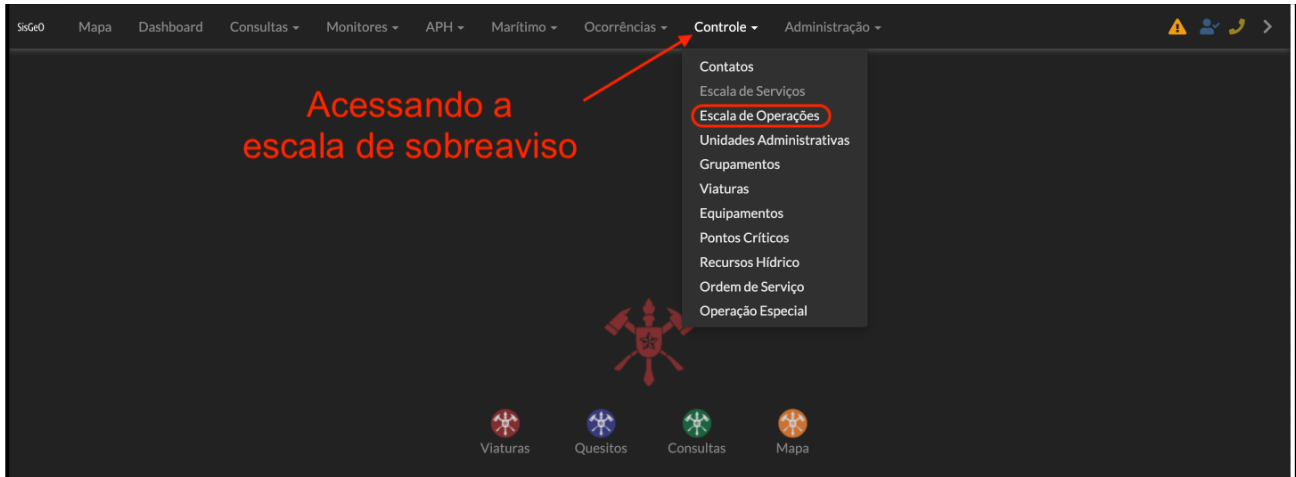 SisGeO Mapa Dashboard Consultas Monitores APH Marítimo Ocorrências Controle Administração
Acessando a
escala de sobreaviso
Contatos
Escala de Serviços
Escala de Operações
Unidades Administrativas
Grupamentos
Viaturas
Equipamentos
Pontos Críticos
Recursos Hídrico
Ordem de Serviço
Operação Especial
Viaturas Quesitos Consultas Mapa